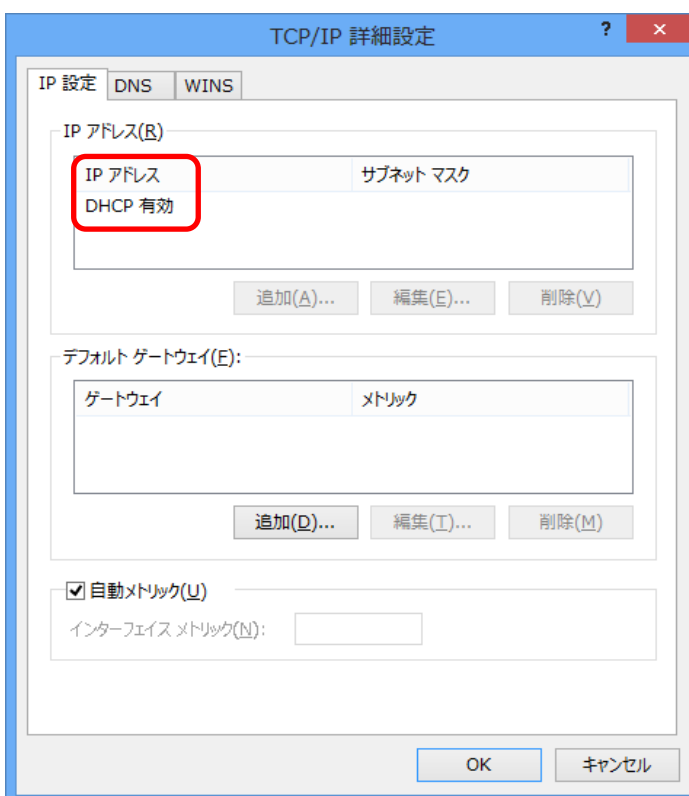 TCP/IP 詳細設定
? ×
IP 設定 DNS WINS
IP アドレス(R)
IP アドレス サブネット マスク
DHCP 有効
追加(A)... 編集(E)... 削除(V)
デフォルト ゲートウェイ(F):
ゲートウェイ メトリック
追加(D)... 編集(T)... 削除(M)
自動メトリック(U)
インターフェイス メトリック(N):
OK キャンセル